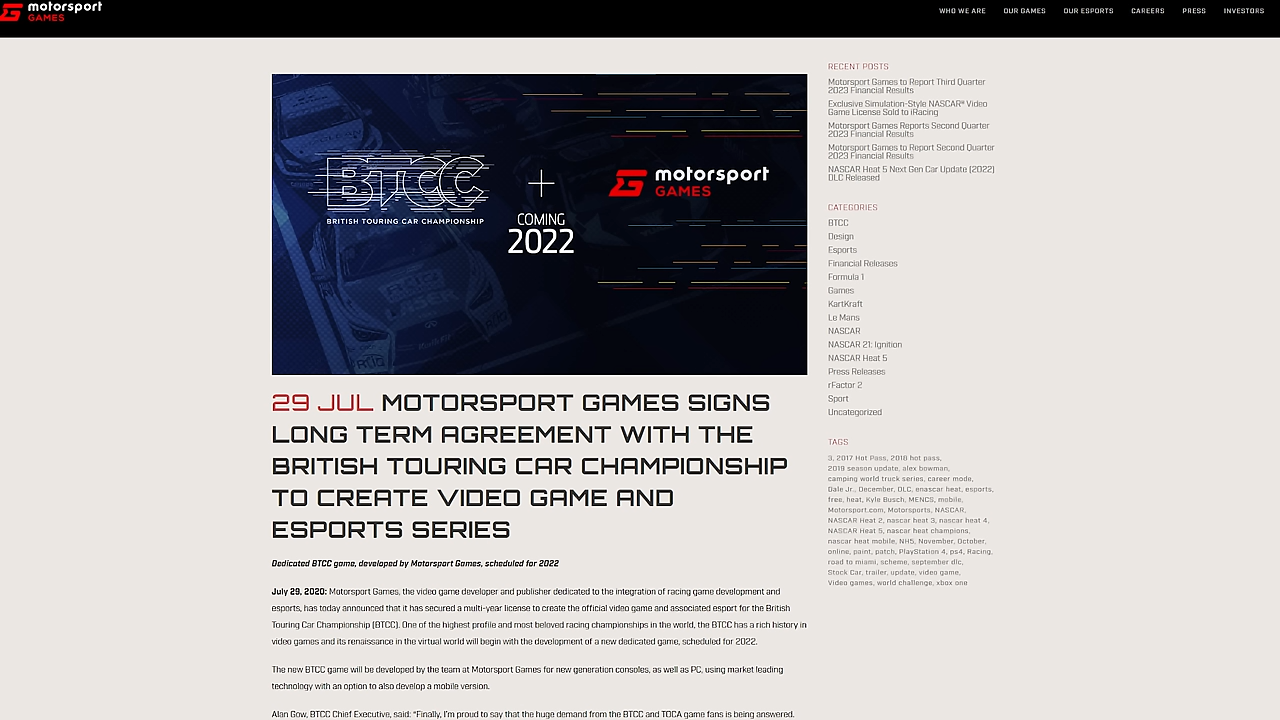 motorsport
GAMES
WHO WE ARE OUR GAMES OUR ESPORTS CAREERS PRESS INVESTORS
BTCC
BRITISH TOURING CAR CHAMPIONSHIP
+
COMING
2022
motorsport
GAMES
29 JUL MOTORSPORT GAMES SIGNS
LONG TERM AGREEMENT WITH THE
BRITISH TOURING CAR CHAMPIONSHIP
TO CREATE VIDEO GAME AND
ESPORTS SERIES
Dedicated BTCC game, developed by Motorsport Games, scheduled for 2022
July 29, 2020: Motorsport Games, the video game developer and publisher dedicated to the integration of racing game development and
esports, has today announced that it has secured a multi-year license to create the official video game and associated esport for the British
Touring Car Championship (BTCC). One of the highest profile and most beloved racing championships in the world, the BTCC has a rich history in
video games and its renaissance in the virtual world will begin with the development of a new dedicated game, scheduled for 2022.
The new BTCC game will be developed by the team at Motorsport Games for new generation consoles, as well as PC, using market leading
technology with an option to also develop a mobile version.
Alan Gow, BTCC Chief Executive, said: “Finally, I’m proud to say that the huge demand from the BTCC and TOCA game fans is being answered.
RECENT POSTS
Motorsport Games to Report Third Quarter
2023 Financial Results
Exclusive Simulation-Style NASCAR® Video
Game License Sold to iRacing
Motorsport Games Reports Second Quarter
2023 Financial Results
Motorsport Games to Report Second Quarter
2023 Financial Results
NASCAR Heat 5 Next Gen Car Update (2022)
DLC Released
CATEGORIES
BTCC
Design
Esports
Financial Releases
Formula 1
Games
KartKraft
Le Mans
NASCAR
NASCAR 21: Ignition
NASCAR Heat 5
Press Releases
rFactor 2
Sport
Uncategorized
TAGS
3, 2017 Hot Pass, 2018 hot pass,
2019 season update, alex bowman,
camping world truck series, career mode,
Dale Jr., December, DLC, enascar heat, esports,
free, heat, Kyle Busch, MENCS, mobile,
Motorsport.com, Motorsports, NASCAR,
NASCAR Heat 2, nascar heat 3, nascar heat 4,
NASCAR Heat 5, nascar heat champions,
nascar heat mobile, NH5, November, October,
online, paint, patch, PlayStation 4, ps4, Racing,
road to miami, scheme, september dlc,
Stock Car, trailer, update, video game,
Video games, world challenge, xbox one